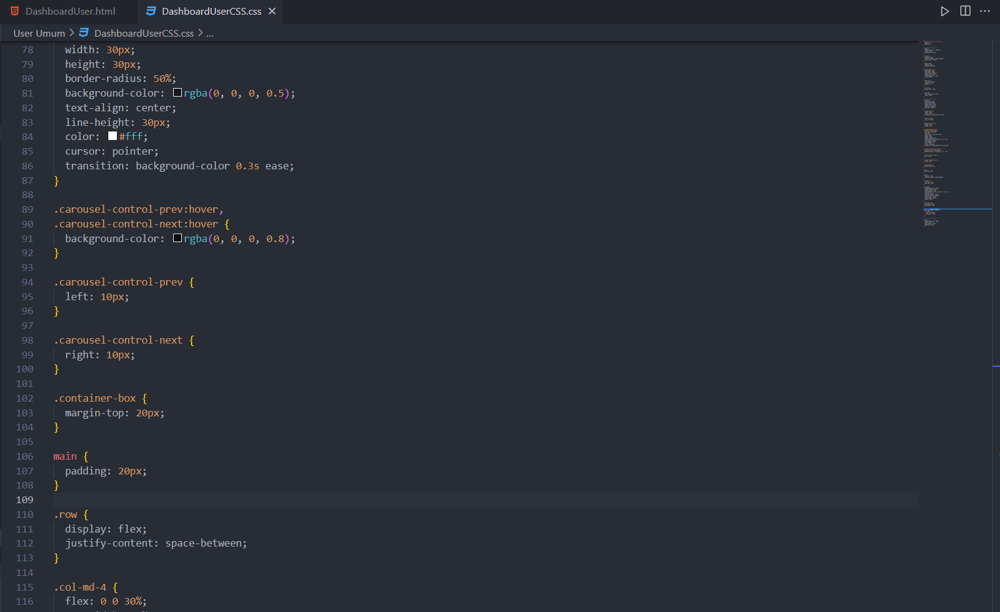 DashboardUser.html
DashboardUserCSS.css
User Umum > DashboardUserCSS.css > ...
78 width: 30px;
79 height: 30px;
80 border-radius: 50%;
81 background-color: rgba(0, 0, 0, 0.5);
82 text-align: center;
83 line-height: 30px;
84 color: #fff;
85 cursor: pointer;
86 transition: background-color 0.3s ease;
87 }
88
89 .carousel-control-prev:hover,
90 .carousel-control-next:hover {
91 background-color: rgba(0, 0, 0, 0.8);
92 }
93
94 .carousel-control-prev {
95 left: 10px;
96 }
97
98 .carousel-control-next {
99 right: 10px;
100 }
101
102 .container-box {
103 margin-top: 20px;
104 }
105
106 main {
107 padding: 20px;
108 }
109
110 .row {
111 display: flex;
112 justify-content: space-between;
113 }
114
115 .col-md-4 {
116 flex: 0 0 30%;